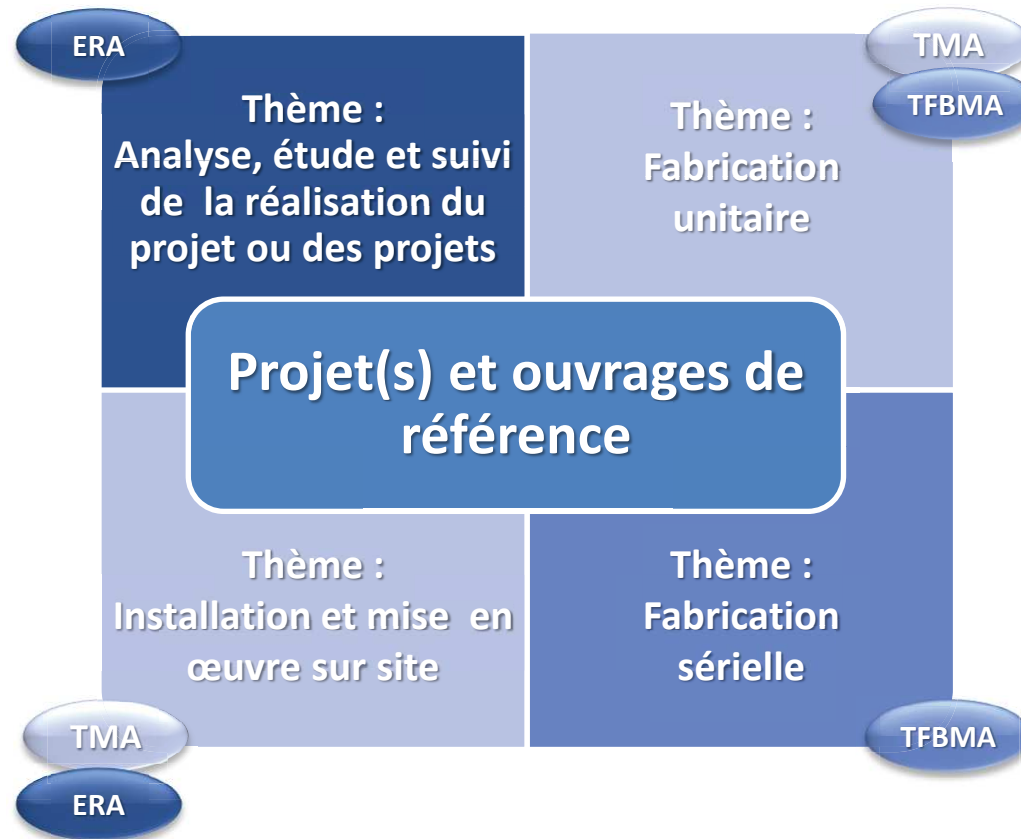 ERA
Thème :
Analyse, étude et suivi
de la réalisation du
projet ou des projets
TMA
TFBMA
Thème :
Fabrication
unitaire
Projet(s) et ouvrages de
référence
Thème :
Installation et mise en
œuvre sur site
TMA
ERA
Thème :
Fabrication
sérielle
TFBMA